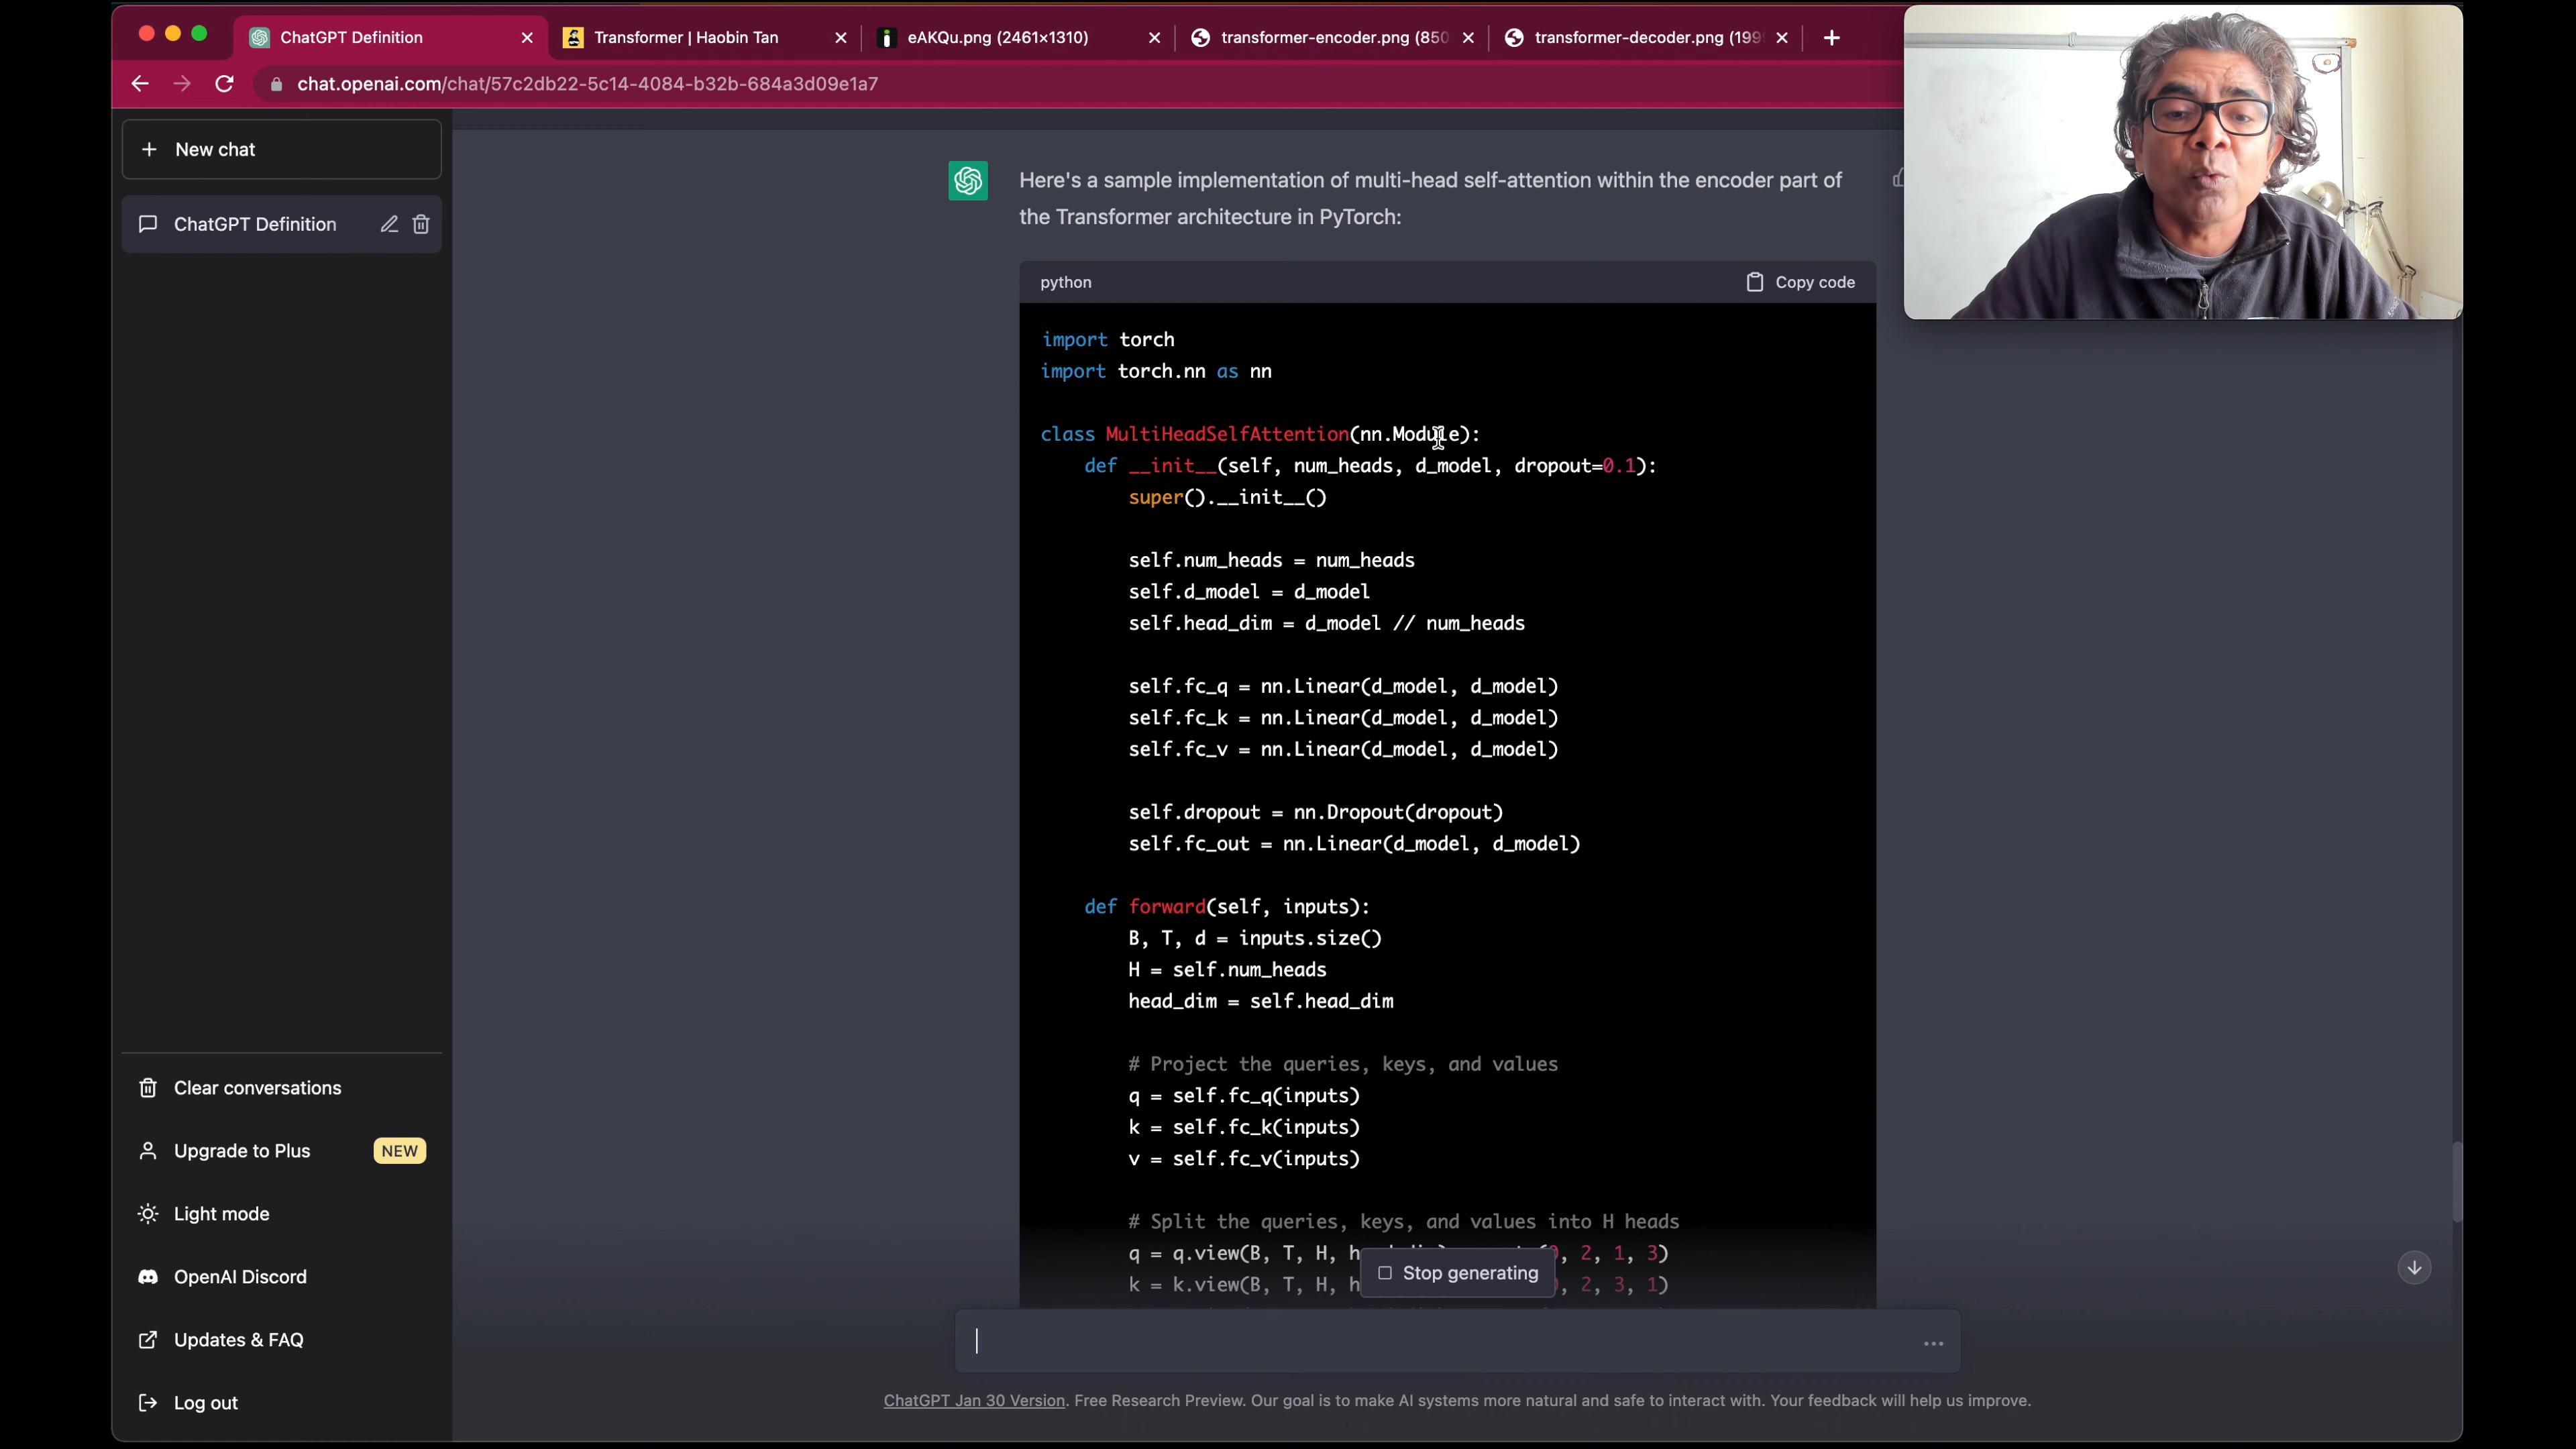 ChatGPT Definition
Transformer | Haobin Tan
eAKQu.png (2461×1310)
transformer-encoder.png (850
transformer-decoder.png (199
chat.openai.com/chat/57c2db22-5c14-4084-b32b-684a3d09e1a7
New chat
ChatGPT Definition
Here's a sample implementation of multi-head self-attention within the encoder part of
the Transformer architecture in PyTorch:
python
Copy code
import torch
import torch.nn as nn
class MultiHeadSelfAttention(nn.Module):
def __init__(self, num_heads, d_model, dropout=0.1):
super().__init__()
self.num_heads = num_heads
self.d_model = d_model
self.head_dim = d_model // num_heads
self.fc_q = nn.Linear(d_model, d_model)
self.fc_k = nn.Linear(d_model, d_model)
self.fc_v = nn.Linear(d_model, d_model)
self.dropout = nn.Dropout(dropout)
self.fc_out = nn.Linear(d_model, d_model)
def forward(self, inputs):
B, T, d = inputs.size()
H = self.num_heads
head_dim = self.head_dim
# Project the queries, keys, and values
q = self.fc_q(inputs)
k = self.fc_k(inputs)
v = self.fc_v(inputs)
# Split the queries, keys, and values into H heads
q = q.view(B, T, H, , 2, 1, 3)
k = k.view(B, T, H, , 2, 3, 1)
Stop generating
Clear conversations
Upgrade to Plus NEW
Light mode
OpenAI Discord
Updates & FAQ
Log out
ChatGPT Jan 30 Version. Free Research Preview. Our goal is to make AI systems more natural and safe to interact with. Your feedback will help us improve.